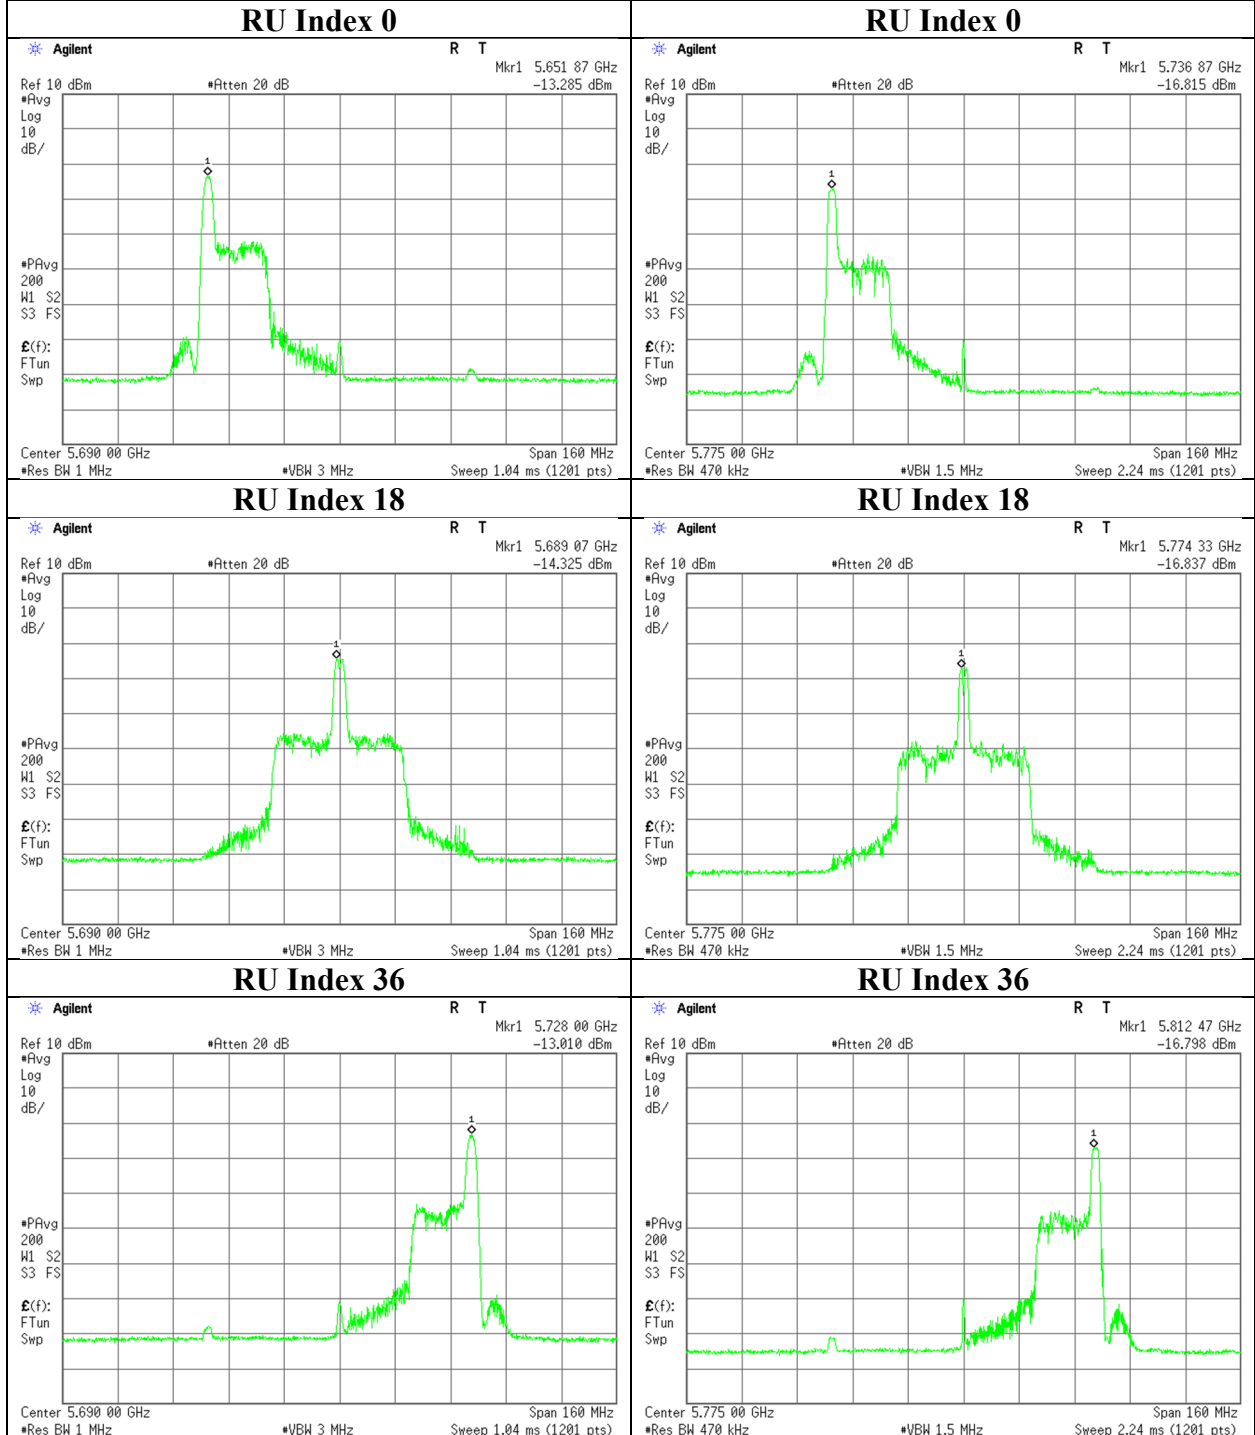 RU Index 0
Agilent R T
Mkr1 5.651 87 GHz
Ref 10 dBm #Atten 20 dB -13.285 dBm
#Avg
Log
10
dB/
1
#PAvg
200
W1 S2
S3 FS
£(f):
FTun
Swp
Center 5.690 00 GHz Span 160 MHz
#Res BW 1 MHz #VBW 3 MHz Sweep 1.04 ms (1201 pts)
RU Index 0
Agilent R T
Mkr1 5.736 87 GHz
Ref 10 dBm #Atten 20 dB -16.815 dBm
#Avg
Log
10
dB/
1
#PAvg
200
W1 S2
S3 FS
£(f):
FTun
Swp
Center 5.775 00 GHz Span 160 MHz
#Res BW 470 kHz #VBW 1.5 MHz Sweep 2.24 ms (1201 pts)
RU Index 18
Agilent R T
Mkr1 5.689 07 GHz
Ref 10 dBm #Atten 20 dB -14.325 dBm
#Avg
Log
10
dB/
1
#PAvg
200
W1 S2
S3 FS
£(f):
FTun
Swp
Center 5.690 00 GHz Span 160 MHz
#Res BW 1 MHz #VBW 3 MHz Sweep 1.04 ms (1201 pts)
RU Index 18
Agilent R T
Mkr1 5.774 33 GHz
Ref 10 dBm #Atten 20 dB -16.837 dBm
#Avg
Log
10
dB/
1
#PAvg
200
W1 S2
S3 FS
£(f):
FTun
Swp
Center 5.775 00 GHz Span 160 MHz
#Res BW 470 kHz #VBW 1.5 MHz Sweep 2.24 ms (1201 pts)
RU Index 36
Agilent R T
Mkr1 5.728 00 GHz
Ref 10 dBm #Atten 20 dB -13.010 dBm
#Avg
Log
10
dB/
1
#PAvg
200
W1 S2
S3 FS
£(f):
FTun
Swp
Center 5.690 00 GHz Span 160 MHz
#Res BW 1 MHz #VBW 3 MHz Sweep 1.04 ms (1201 pts)
RU Index 36
Agilent R T
Mkr1 5.812 47 GHz
Ref 10 dBm #Atten 20 dB -16.798 dBm
#Avg
Log
10
dB/
1
#PAvg
200
W1 S2
S3 FS
£(f):
FTun
Swp
Center 5.775 00 GHz Span 160 MHz
#Res BW 470 kHz #VBW 1.5 MHz Sweep 2.24 ms (1201 pts)